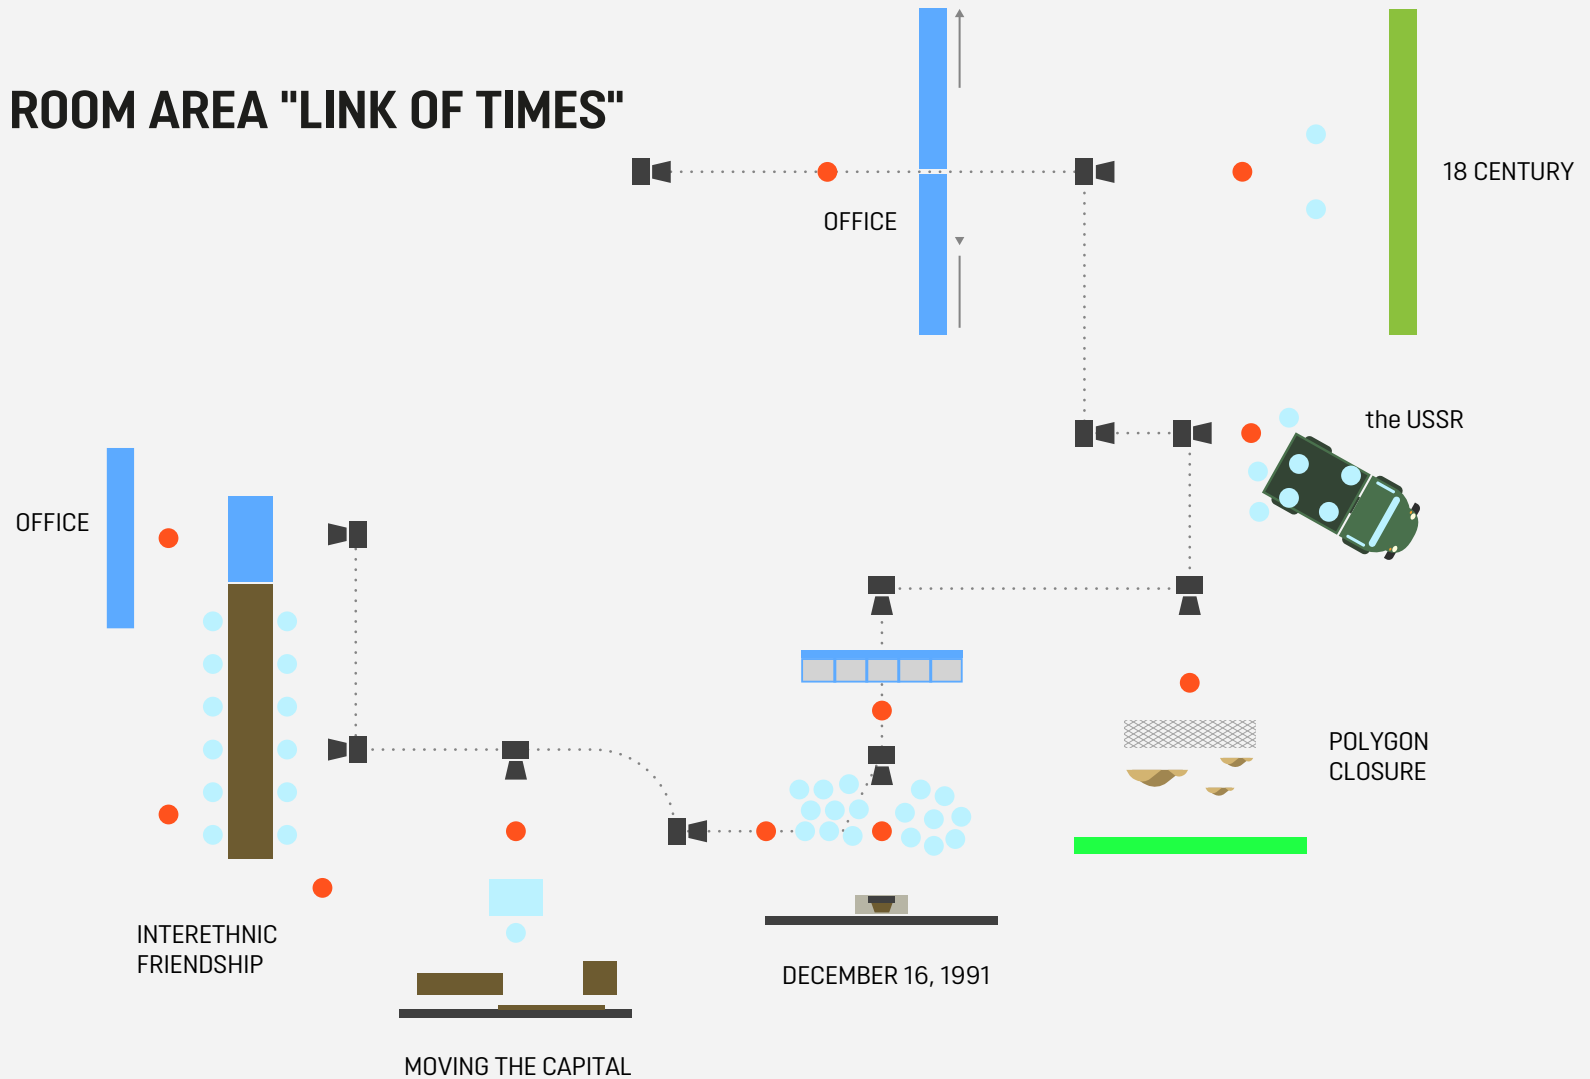 ROOM AREA "LINK OF TIMES"
18 CENTURY
OFFICE
the USSR
OFFICE
POLYGON
CLOSURE
INTERETHNIC
FRIENDSHIP
DECEMBER 16, 1991
MOVING THE CAPITAL